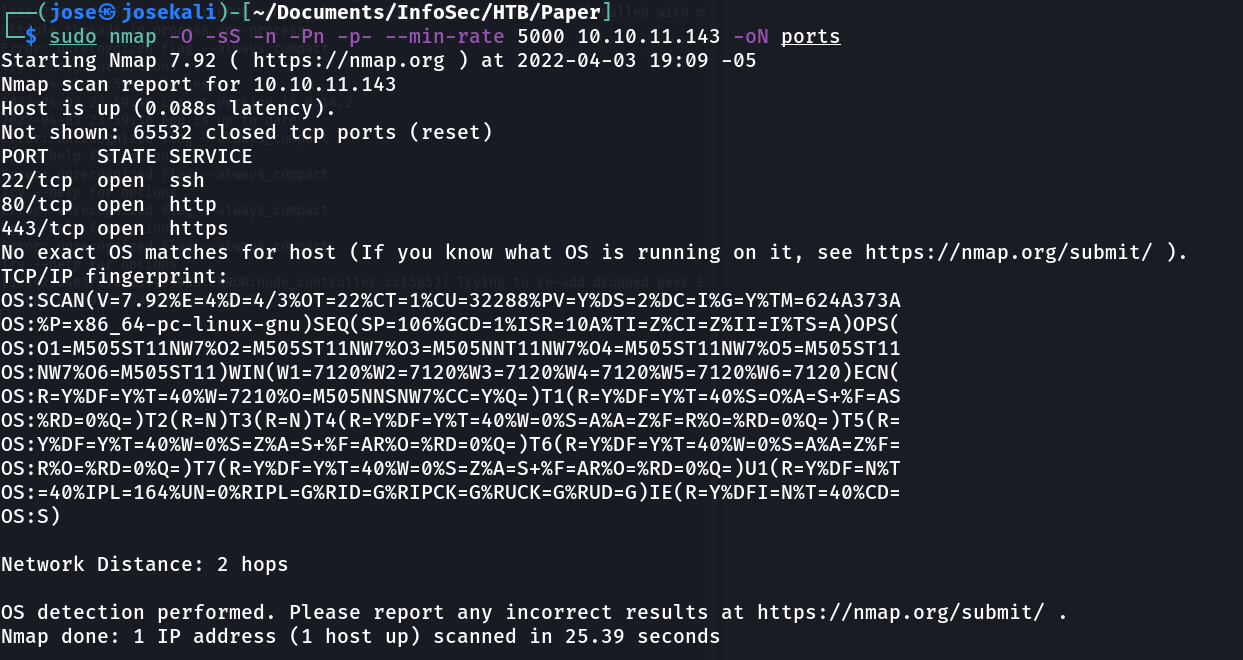 ┌──(jose㉿josekali)-[~/Documents/InfoSec/HTB/Paper]
└─$ sudo nmap -O -sS -n -Pn -p- --min-rate 5000 10.10.11.143 -oN ports
Starting Nmap 7.92 ( https://nmap.org ) at 2022-04-03 19:09 -05
Nmap scan report for 10.10.11.143
Host is up (0.088s latency).
Not shown: 65532 closed tcp ports (reset)
PORT    STATE SERVICE
22/tcp  open  ssh
80/tcp  open  http
443/tcp open  https
No exact OS matches for host (If you know what OS is running on it, see https://nmap.org/submit/ ).
TCP/IP fingerprint:
OS:SCAN(V=7.92%E=4%D=4/3%OT=22%CT=1%CU=32288%PV=Y%DS=2%DC=I%G=Y%TM=624A373A
OS:%P=x86_64-pc-linux-gnu)SEQ(SP=106%GCD=1%ISR=10A%TI=Z%CI=Z%II=I%TS=A)OPS(
OS:O1=M505ST11NW7%O2=M505ST11NW7%O3=M505NNT11NW7%O4=M505ST11NW7%O5=M505ST11
OS:NW7%O6=M505ST11)WIN(W1=7120%W2=7120%W3=7120%W4=7120%W5=7120%W6=7120)ECN(
OS:R=Y%DF=Y%T=40%W=7210%O=M505NNSNW7%CC=Y%Q=)T1(R=Y%DF=Y%T=40%S=O%A=S+%F=AS
OS:%RD=0%Q=)T2(R=N)T3(R=N)T4(R=Y%DF=Y%T=40%W=0%S=A%A=Z%F=R%O=%RD=0%Q=)T5(R=
OS:Y%DF=Y%T=40%W=0%S=Z%A=S+%F=AR%O=%RD=0%Q=)T6(R=Y%DF=Y%T=40%W=0%S=A%A=Z%F=
OS:R%O=%RD=0%Q=)T7(R=Y%DF=Y%T=40%W=0%S=Z%A=S+%F=AR%O=%RD=0%Q=)U1(R=Y%DF=N%T
OS:=40%IPL=164%UN=0%RIPL=G%RID=G%RIPCK=G%RUCK=G%RUD=G)IE(R=Y%DFI=N%T=40%CD=
OS:S)
Network Distance: 2 hops
OS detection performed. Please report any incorrect results at https://nmap.org/submit/ .
Nmap done: 1 IP address (1 host up) scanned in 25.39 seconds